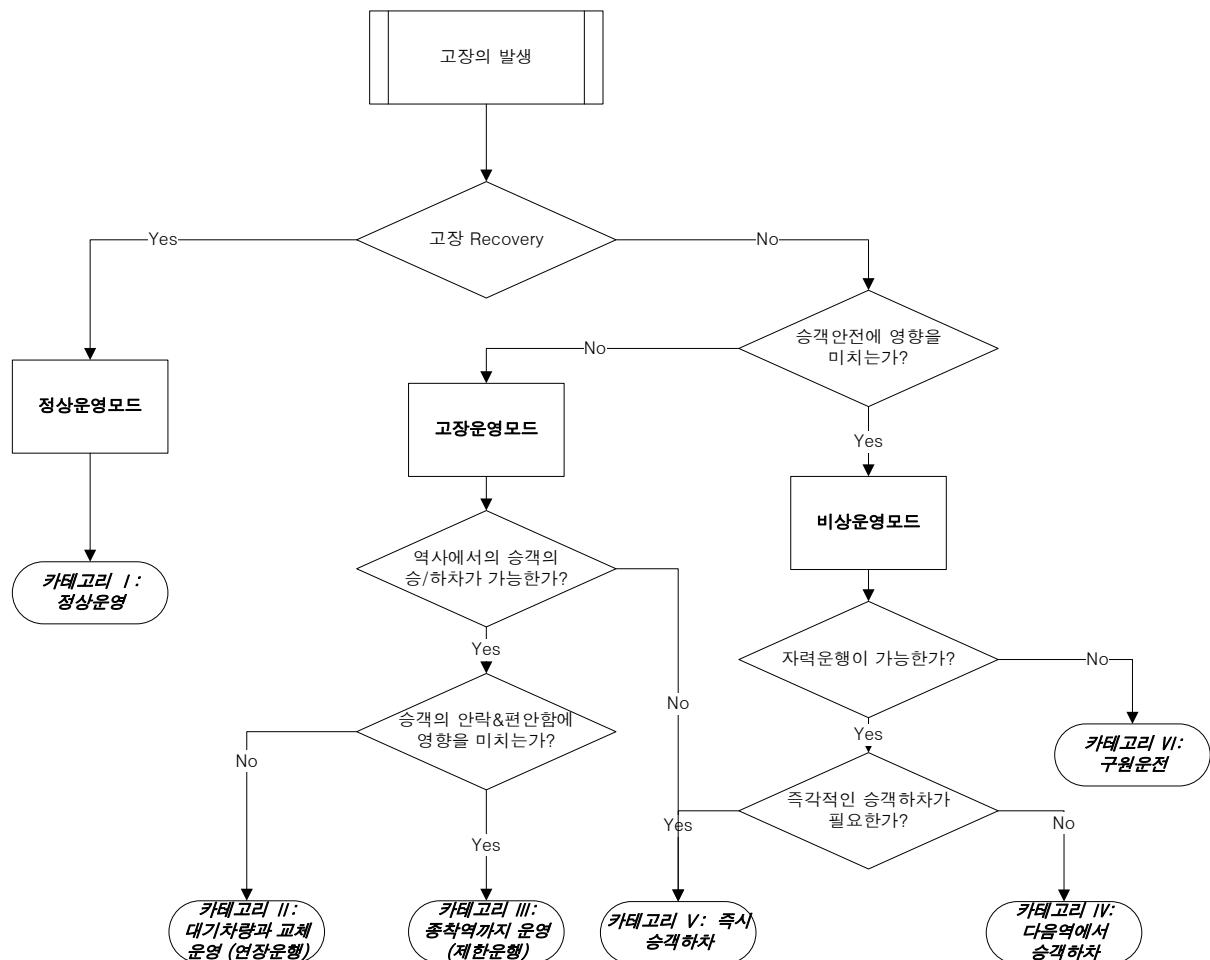 고장의 발생
고장 Recovery
Yes
No
승객안전에 영향을
미치는가?
No
정상운영모드
고장운영모드
Yes
비상운영모드
역사에서의 승객의
승/하차가 가능한가?
카테고리 Ⅰ:
정상운영
Yes
자력운행이 가능한가?
No
No
승객의 안락&편안함에
영향을 미치는가?
Yes
카테고리 Ⅵ:
구원운전
No
즉각적인 승객하차가
필요한가?
Yes
No
Yes
카테고리 Ⅱ:
대기차량과 교체
운영 (연장운행)
카테고리 Ⅲ:
종착역까지 운영
(제한운행)
카테고리 Ⅴ: 즉시
승객하차
카테고리 Ⅳ:
다음역에서
승객하차